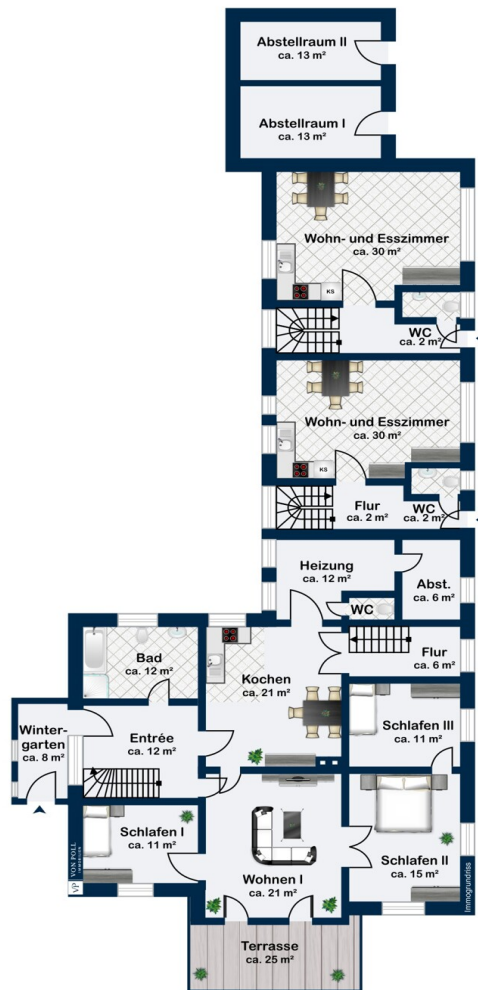 Abstellraum II
ca. 13 m²
Abstellraum I
ca. 13 m²
Wohn- und Esszimmer
ca. 30 m²
KS
WC
ca. 2 m²
Wohn- und Esszimmer
ca. 30 m²
KS
Flur
ca. 2 m²
WC
ca. 2 m²
Heizung
ca. 12 m²
Abst.
ca. 6 m²
WC
Bad
ca. 12 m²
Kochen
ca. 21 m²
Flur
ca. 6 m²
Winter-
garten
ca. 8 m²
Entrée
ca. 12 m²
Schlafen III
ca. 11 m²
Schlafen I
ca. 11 m²
Wohnen I
ca. 21 m²
Schlafen II
ca. 15 m²
Terrasse
ca. 25 m²
VP
VON POLL
IMMOBILIEN
Immogrundriss